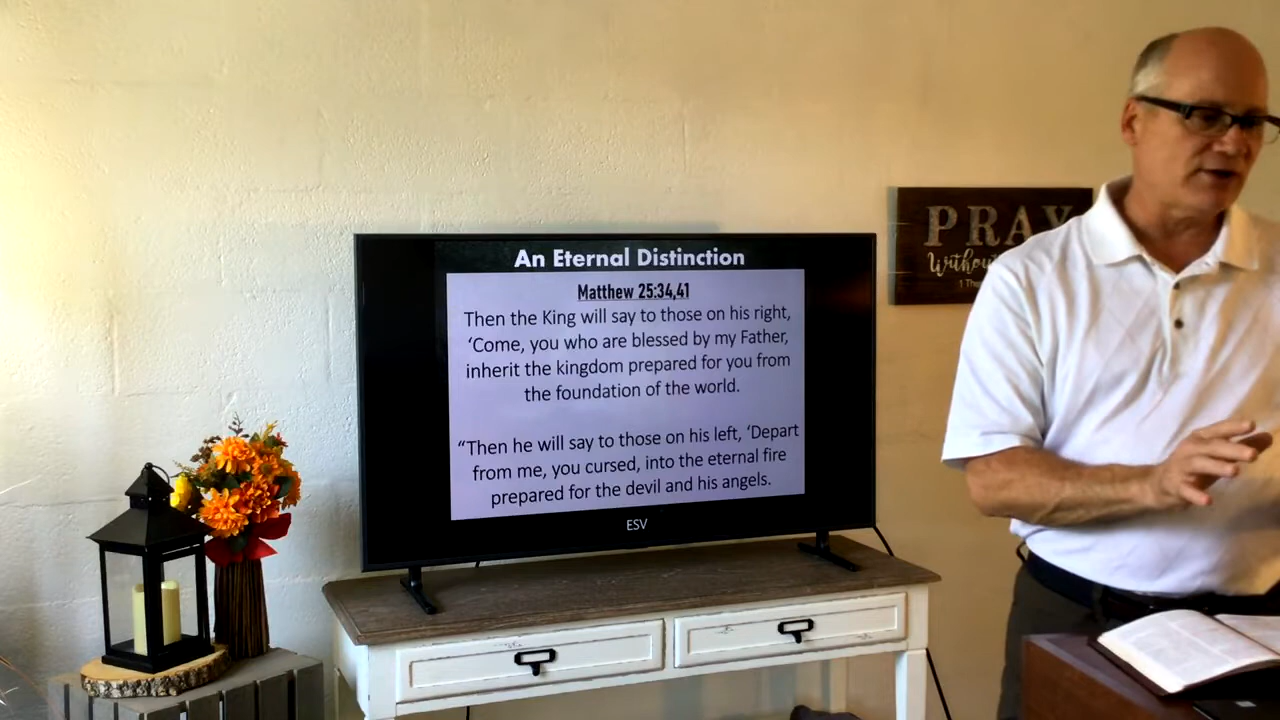 An Eternal Distinction
Matthew 25:34,41
Then the King will say to those on his right,
‘Come, you who are blessed by my Father,
inherit the kingdom prepared for you from
the foundation of the world.
“Then he will say to those on his left, ‘Depart
from me, you cursed, into the eternal fire
prepared for the devil and his angels.
ESV
PRAY